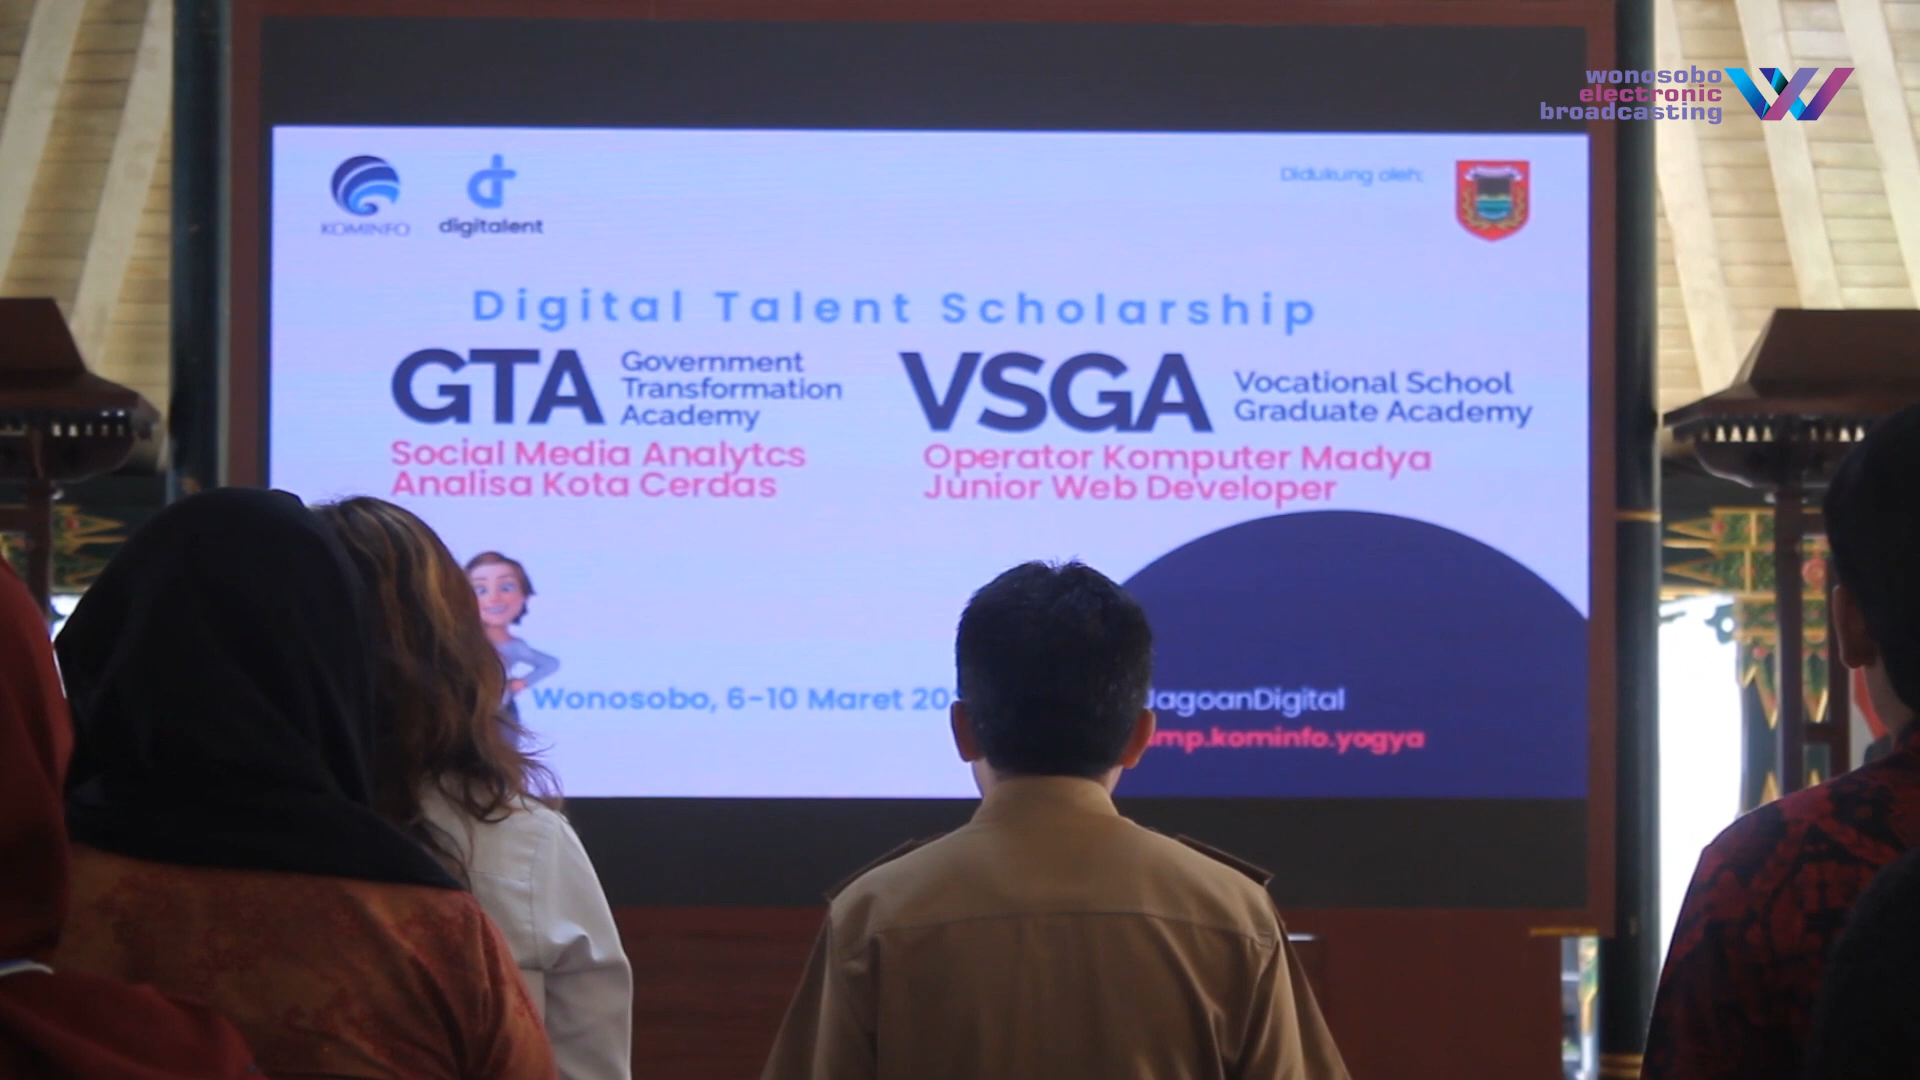 wonosobo
electronic
broadcasting
KOMINFO
digitalent
Didukung oleh:
Digital Talent Scholarship
GTA
Government
Transformation
Academy
Social Media Analytcs
Analisa Kota Cerdas
VSGA
Vocational School
Graduate Academy
Operator Komputer Madya
Junior Web Developer
Wonosobo, 6-10 Maret
JagoanDigital
kominfo.yogya